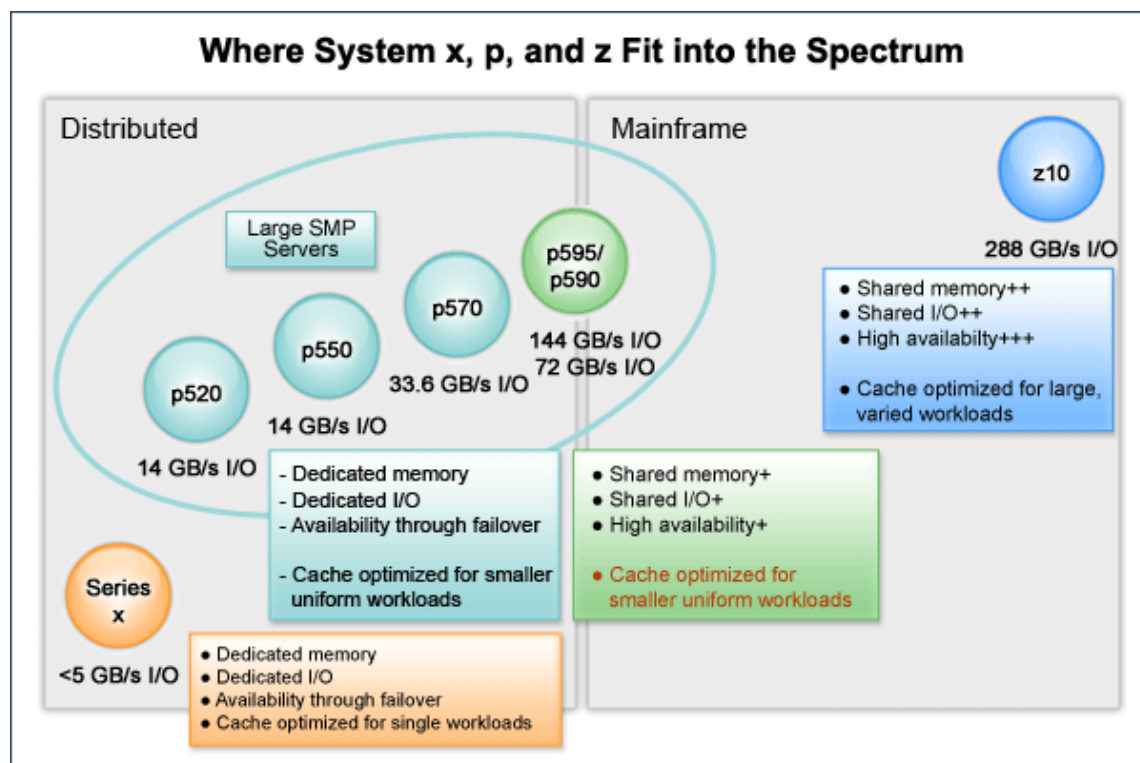 Where System x, p, and z Fit into the Spectrum
Distributed
Mainframe
z10
288 GB/s I/O
● Shared memory++
● Shared I/O++
● High availabilty+++
● Cache optimized for large,
varied workloads
Large SMP
Servers
p595/
p590
144 GB/s I/O
72 GB/s I/O
p570
33.6 GB/s I/O
p550
14 GB/s I/O
p520
14 GB/s I/O
- Dedicated memory
- Dedicated I/O
- Availability through failover
- Cache optimized for smaller
uniform workloads
● Shared memory+
● Shared I/O+
● High availability+
● Cache optimized for
smaller uniform workloads
Series
x
<5 GB/s I/O
● Dedicated memory
● Dedicated I/O
● Availability through failover
● Cache optimized for single workloads